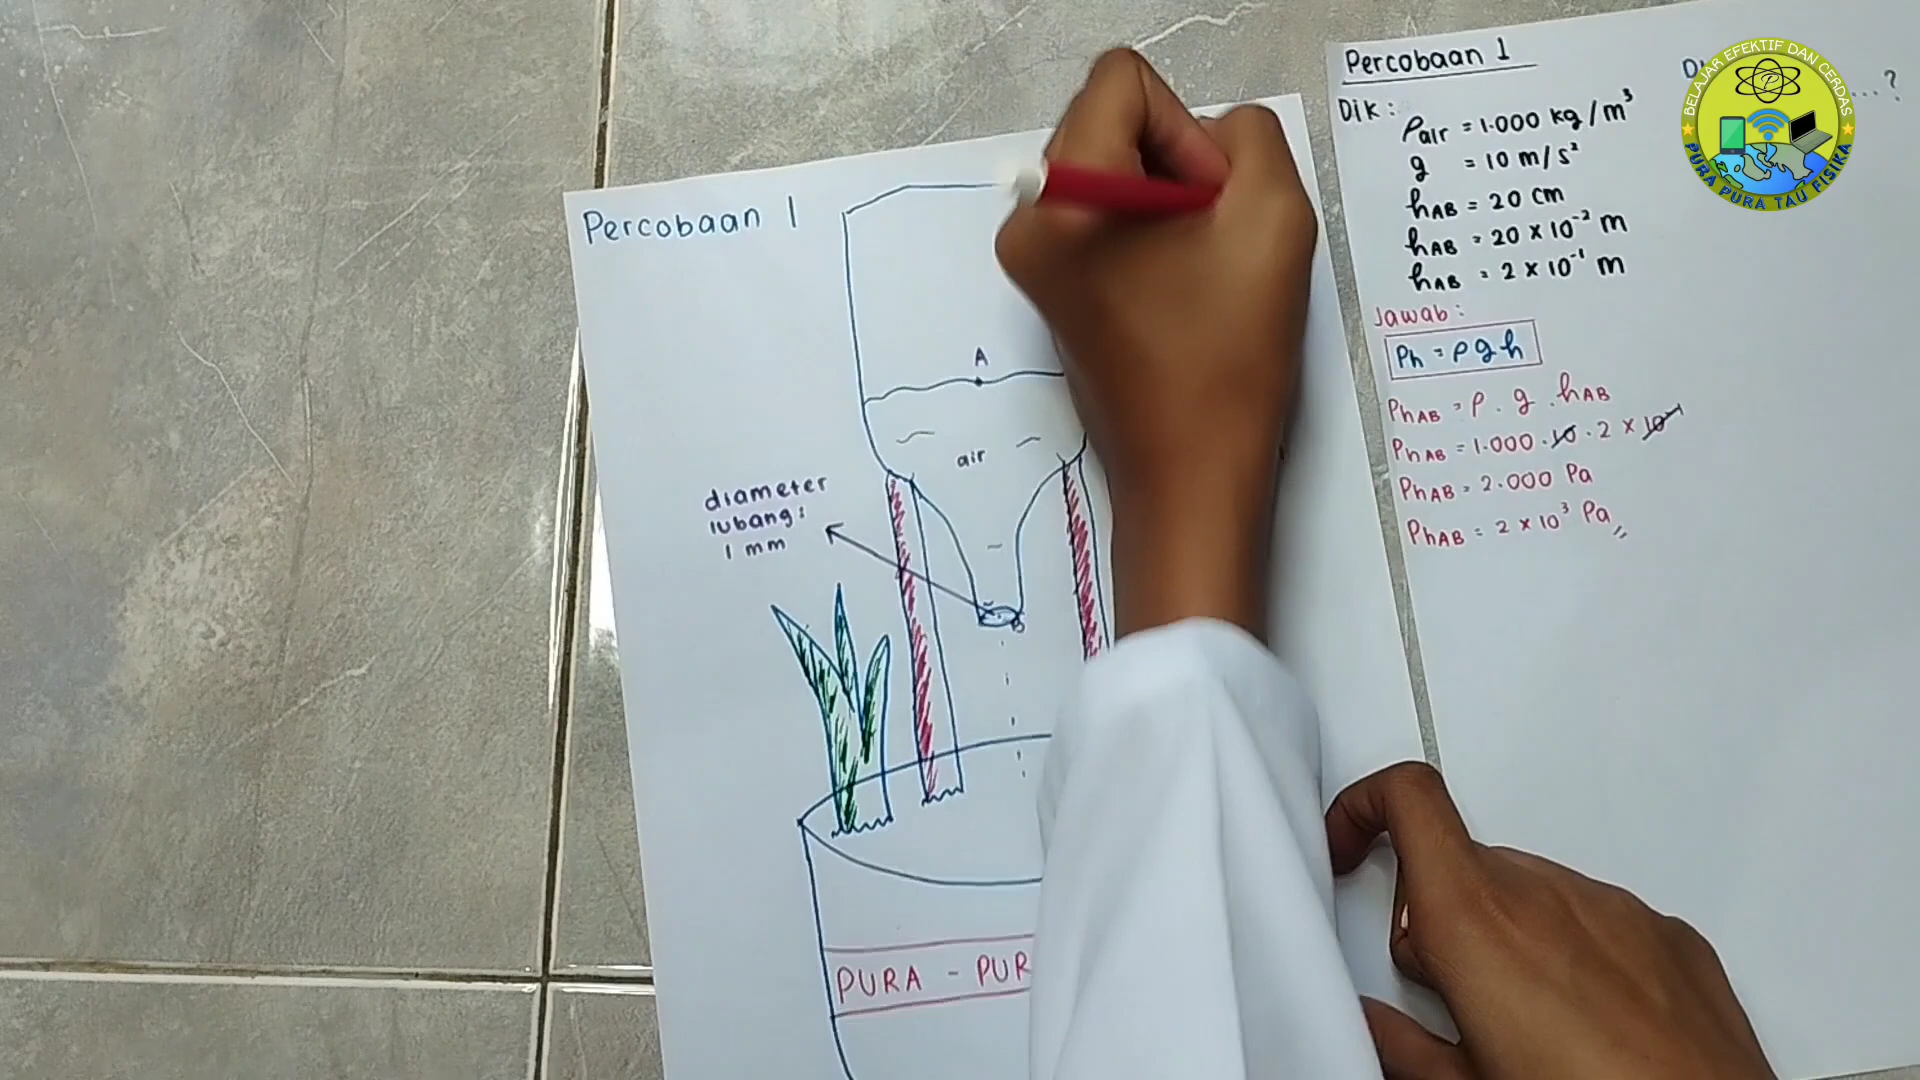 Percobaan 1
A
air
diameter
lubang:
1 mm
B
PURA - PUR
Percobaan 1
Dik:
ρair = 1.000 kg/m³
g = 10 m/s²
hAB = 20 cm
hAB = 20 x 10⁻² m
hAB = 2 x 10⁻¹ m
Jawab:
Ph = ρgh
PhAB = ρ . g . hAB
PhAB = 1.000 . 10 . 2 x 10⁻¹
PhAB = 2.000 Pa
PhAB = 2 x 10³ Pa,,
...?
BELAJAR EFEKTIF DAN CERDAS
PURA PURA TAU FISIKA